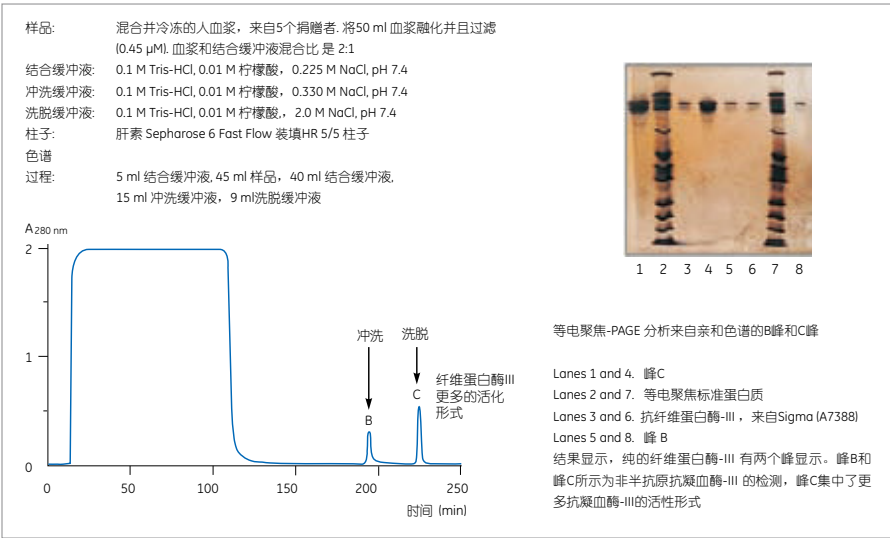 样品: 混合并冷冻的人血浆，来自5个捐赠者. 将50 ml 血浆融化并且过滤
(0.45 µM). 血浆和结合缓冲液混合比 是 2:1
结合缓冲液: 0.1 M Tris-HCl, 0.01 M 柠檬酸，0.225 M NaCl, pH 7.4
冲洗缓冲液: 0.1 M Tris-HCl, 0.01 M 柠檬酸，0.330 M NaCl, pH 7.4
洗脱缓冲液: 0.1 M Tris-HCl, 0.01 M 柠檬酸,，2.0 M NaCl, pH 7.4
柱子: 肝素 Sepharose 6 Fast Flow 装填HR 5/5 柱子
色谱
过程: 5 ml 结合缓冲液, 45 ml 样品，40 ml 结合缓冲液,
15 ml 冲洗缓冲液，9 ml洗脱缓冲液
A 280 nm
2
1
0
0 50 100 150 200 250
时间 (min)
冲洗
洗脱
B
C
纤维蛋白酶III
更多的活化
形式
1 2 3 4 5 6 7 8
等电聚焦-PAGE 分析来自亲和色谱的B峰和C峰
Lanes 1 and 4. 峰C
Lanes 2 and 7. 等电聚焦标准蛋白质
Lanes 3 and 6. 抗纤维蛋白酶-III，来自Sigma (A7388)
Lanes 5 and 8. 峰 B
结果显示，纯的纤维蛋白酶-III 有两个峰显示。峰B和
峰C所示为非半抗原抗凝血酶-III 的检测，峰C集中了更
多抗凝血酶-III的活性形式